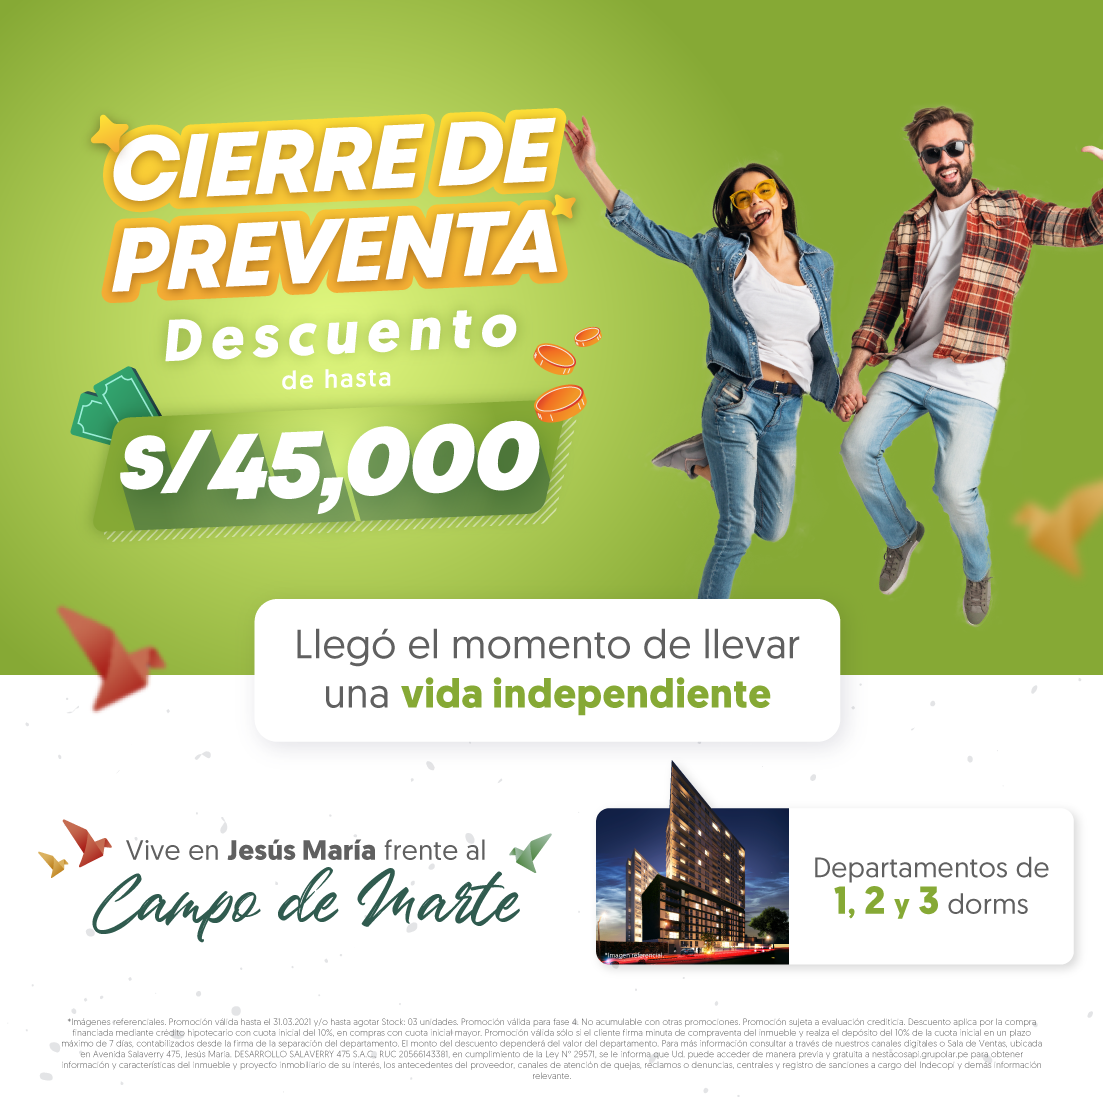 CIERRE DE
PREVENTA
Descuento
de hasta
S/45,000
Llegó el momento de llevar
una vida independiente
Vive en Jesús María frente al
Campo de Marte
*Imagen referencial.
Departamentos de
1, 2 y 3 dorms
*Imágenes referenciales. Promoción válida hasta el 31.03.2021 y/o hasta agotar Stock: 03 unidades. Promoción válida para fase 4. No acumulable con otras promociones. Promoción sujeta a evaluación crediticia. Descuento aplica por la compra,
financiada mediante crédito hipotecario con cuota inicial del 10%, en compras con cuota inicial mayor. Promoción válida sólo si el cliente firma minuta de compraventa del inmueble y realza el depósito del 10% de la cuota inicial en un plazo
máximo de 7 días, contabilizados desde la firma de la separación del departamento. El monto del descuento dependerá del valor del departamento. Para más información consultar a través de nuestros canales digitales o Sala de Ventas, ubicada
en Avenida Salaverry 475, Jesús María. DESARROLLO SALAVERRY 475 S.A.C., RUC 20566143381, en cumplimiento de la Ley N° 29571, se le informa que Ud. puede acceder de manera previa y gratuita a nestacosapi.grupolar.pe para obtener
información y características del inmueble y proyecto inmobiliario de su interés, los antecedentes del proveedor, canales de atención de quejas, reclamos o denuncias, centrales y registro de sanciones a cargo del Indecopi y demás información
relevante.